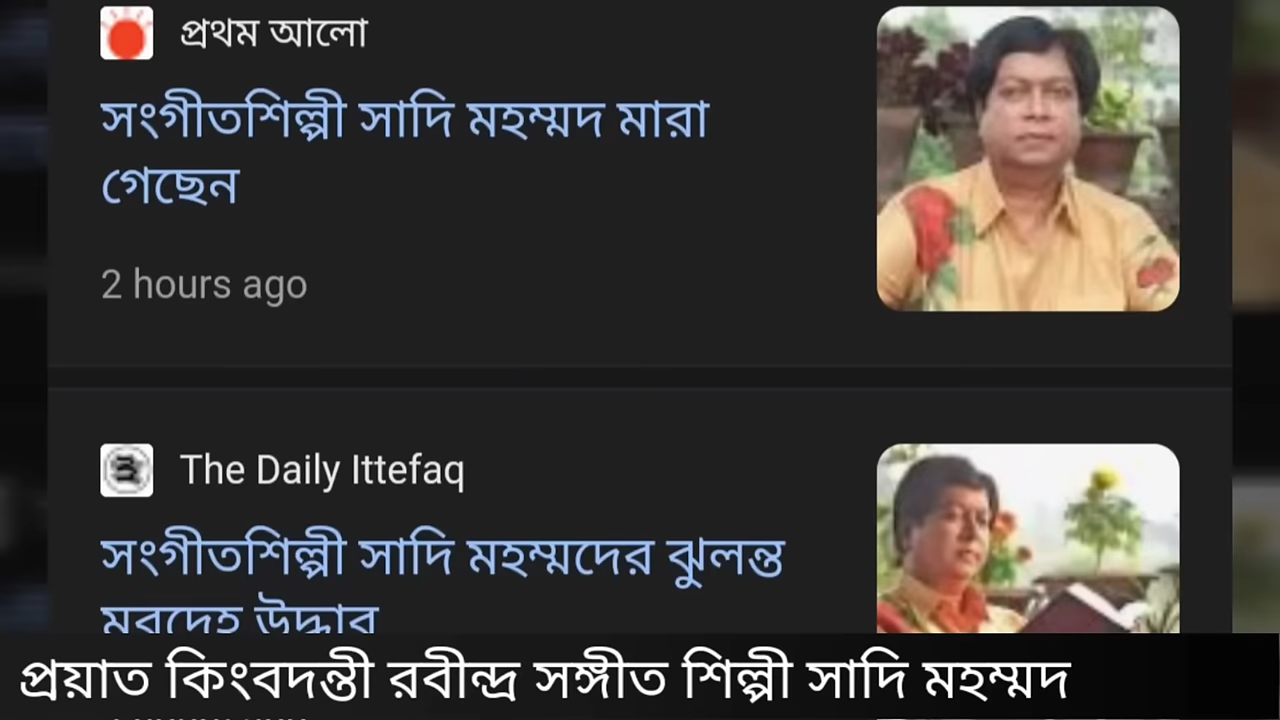 প্রথম আলো
সংগীতশিল্পী সাদি মহম্মদ মারা
গেছেন
2 hours ago
The Daily Ittefaq
সংগীতশিল্পী সাদি মহম্মদের ঝুলন্ত
মরদেহ উদ্ধার
প্রয়াত কিংবদন্তী রবীন্দ্র সঙ্গীত শিল্পী সাদি মহম্মদ